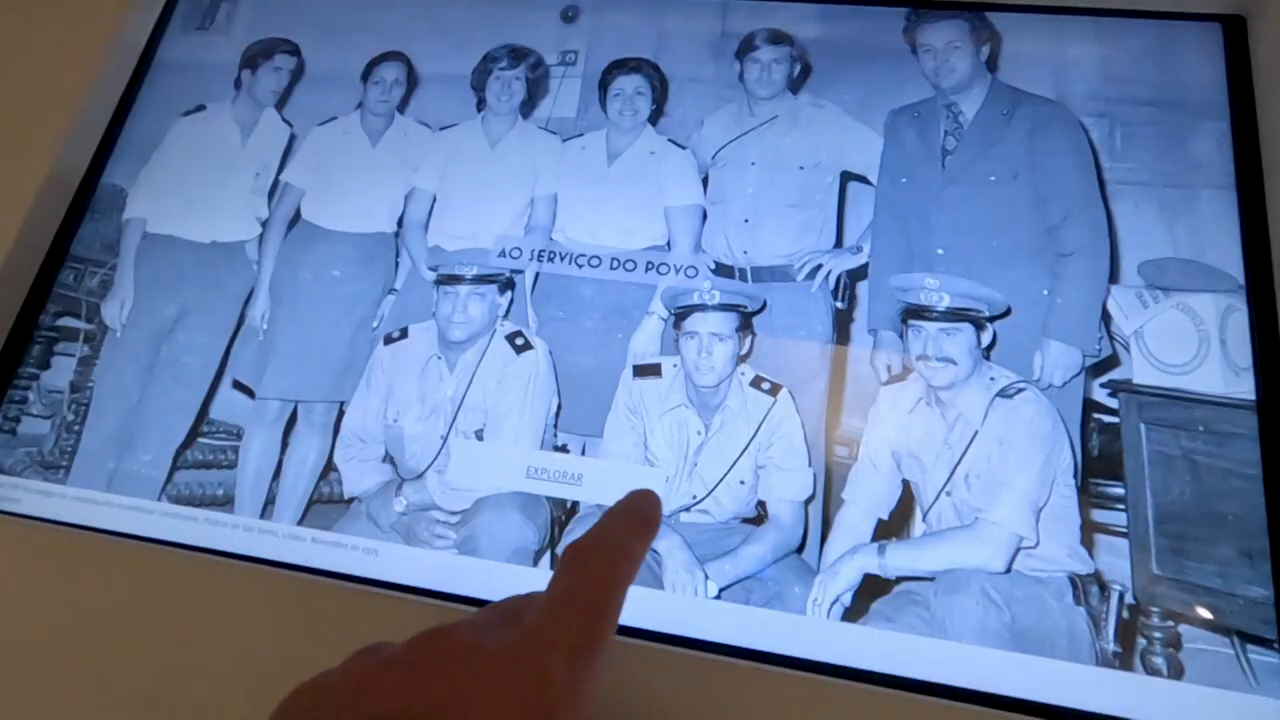 AO SERVIÇO DO POVO
EXPLORAR
Palácio de São Bento, Lisboa. Novembro de 1975